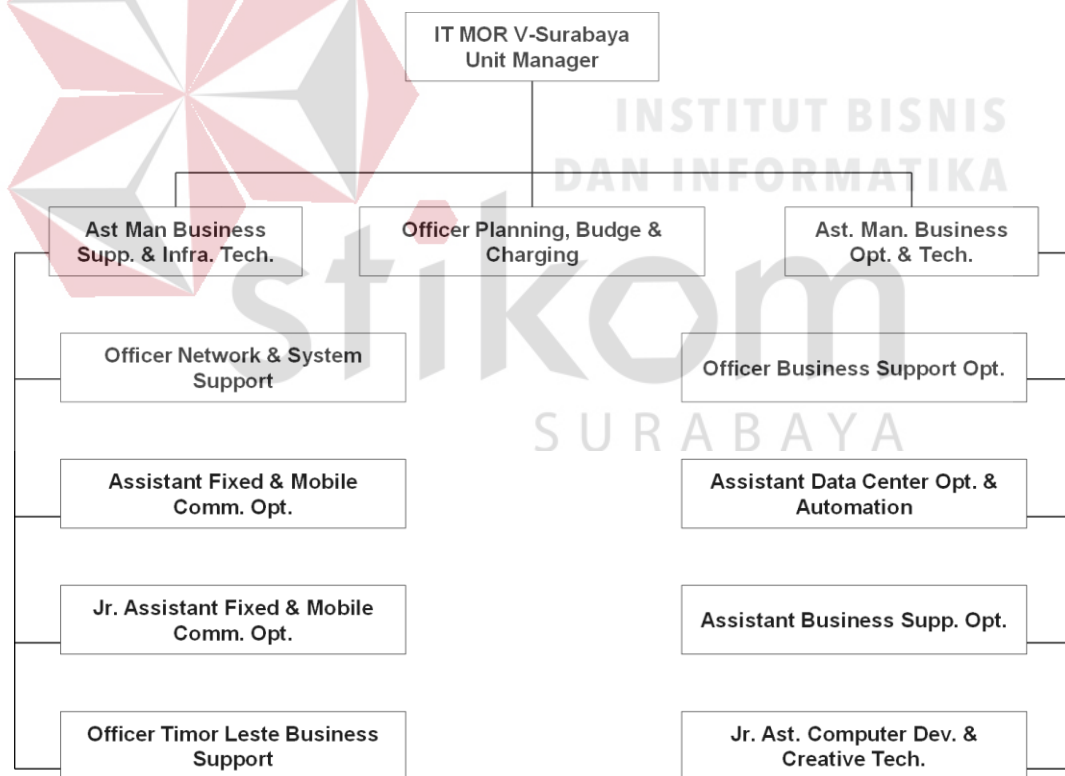 IT MOR V-Surabaya
Unit Manager
INSTITUT BISNIS
DAN INFORMATIKA
stikom
SURABAYA
Ast Man Business
Supp. & Infra. Tech.
Officer Planning, Budge &
Charging
Ast. Man. Business
Opt. & Tech.
Officer Network & System
Support
Officer Business Support Opt.
Assistant Fixed & Mobile
Comm. Opt.
Assistant Data Center Opt. &
Automation
Jr. Assistant Fixed & Mobile
Comm. Opt.
Assistant Business Supp. Opt.
Officer Timor Leste Business
Support
Jr. Ast. Computer Dev. &
Creative Tech.